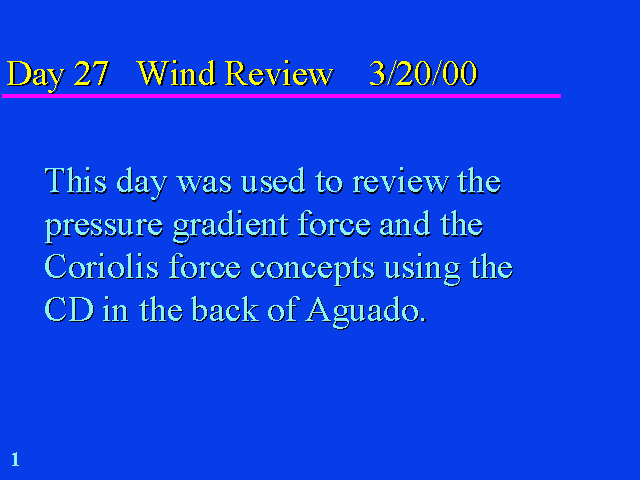 Day 27 Wind Review 3/20/00
This day was used to review the
pressure gradient force and the
Coriolis force concepts using the
CD in the back of Aguado.
1